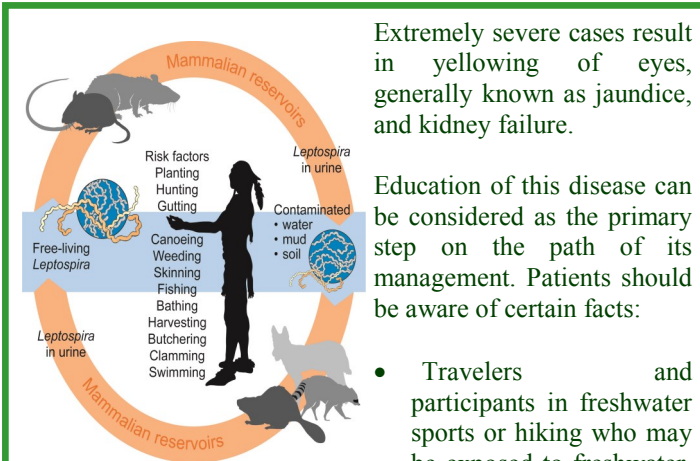 Mammalian reservoirs
Leptospira
in urine
Risk factors
Planting
Hunting
Gutting
Canoeing
Weeding
Skinning
Fishing
Bathing
Harvesting
Butchering
Clamming
Swimming
Contaminated
• water
• mud
• soil
Free-living
Leptospira
Leptospira
in urine
Mammalian reservoirs
Extremely severe cases result
in yellowing of eyes,
generally known as jaundice,
and kidney failure.
Education of this disease can
be considered as the primary
step on the path of its
management. Patients should
be aware of certain facts:
• Travelers and
participants in freshwater
sports or hiking who may
be exposed to freshwater,